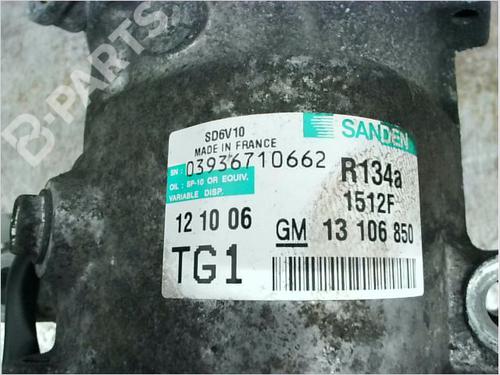 B-PARTS
SD6V10
MADE IN FRANCE
SANDEN
SN : 03936710662
OIL : SP-10 OR EQUIV.
VARIABLE DISP.
R134a
1512F
12 10 06
GM 13 106 850
TG1